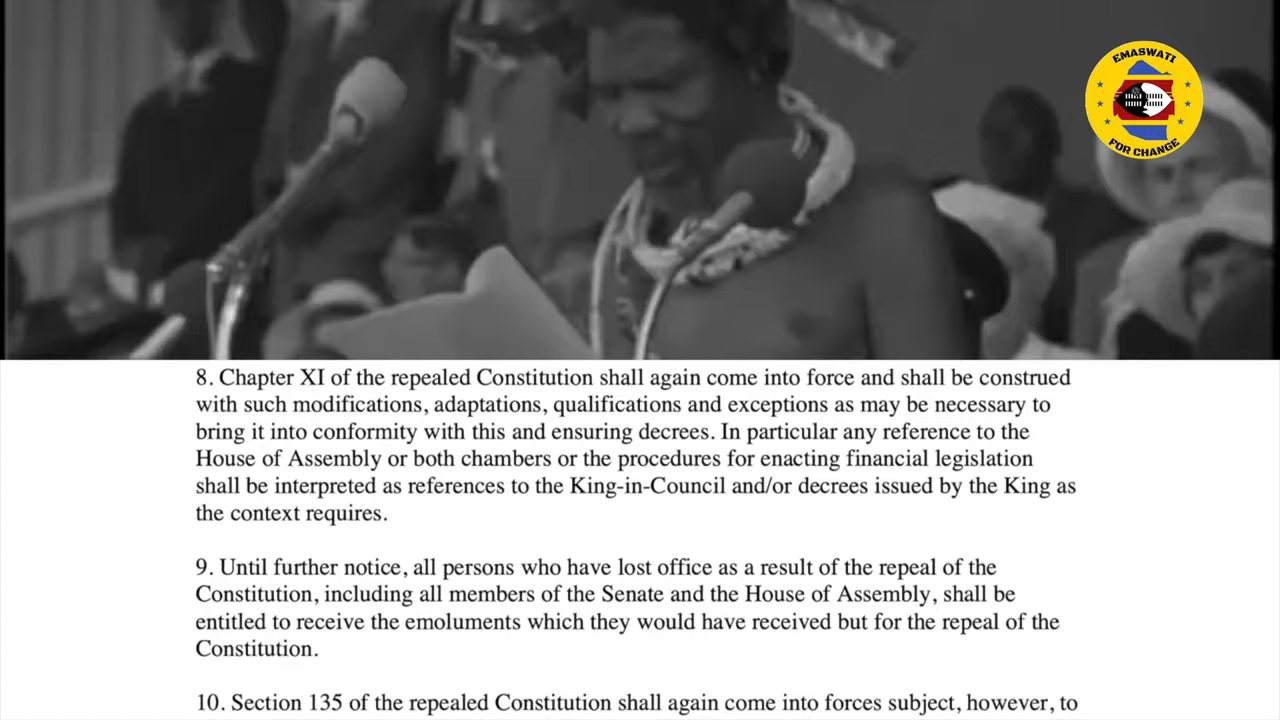 EMASWATI
FOR CHANGE
8. Chapter XI of the repealed Constitution shall again come into force and shall be construed
with such modifications, adaptations, qualifications and exceptions as may be necessary to
bring it into conformity with this and ensuring decrees. In particular any reference to the
House of Assembly or both chambers or the procedures for enacting financial legislation
shall be interpreted as references to the King-in-Council and/or decrees issued by the King as
the context requires.
9. Until further notice, all persons who have lost office as a result of the repeal of the
Constitution, including all members of the Senate and the House of Assembly, shall be
entitled to receive the emoluments which they would have received but for the repeal of the
Constitution.
10. Section 135 of the repealed Constitution shall again come into forces subject, however, to